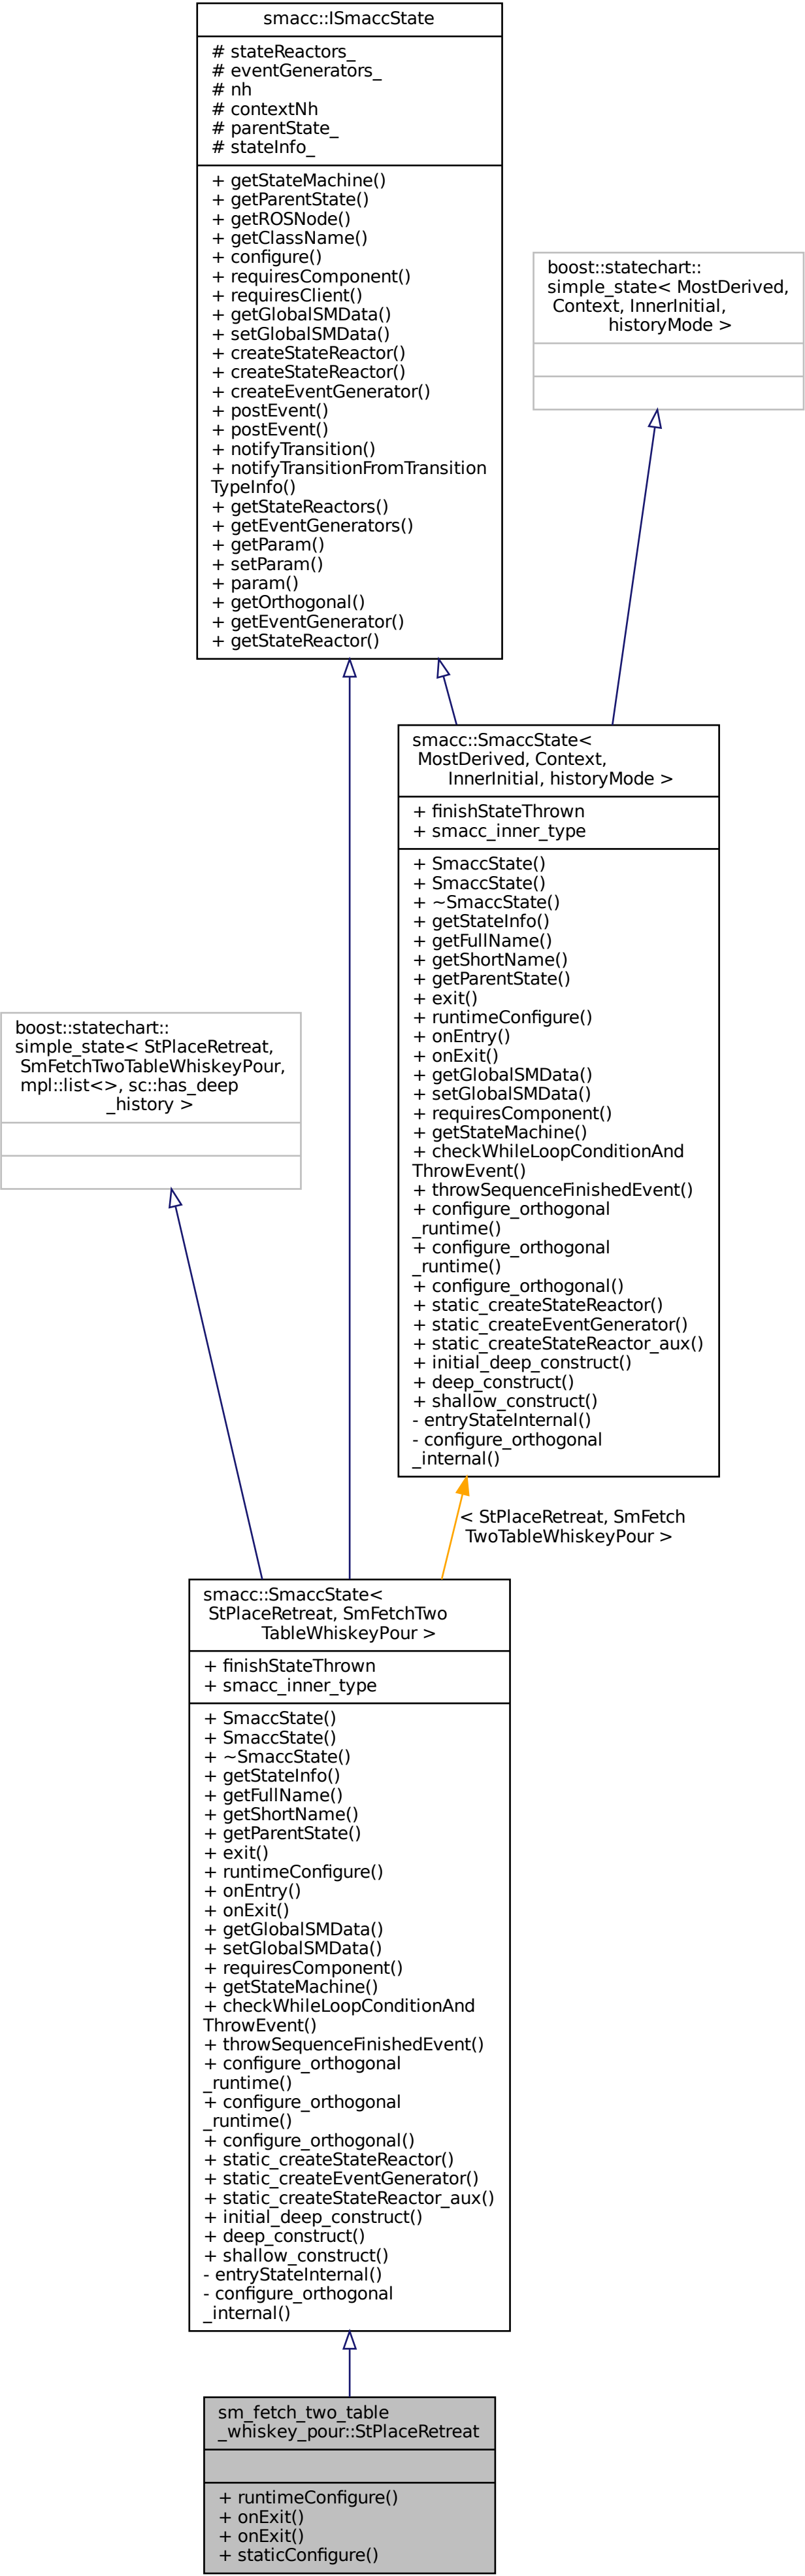 smacc::ISmaccState
# stateReactors_
# eventGenerators_
# nh
# contextNh
# parentState_
# stateInfo_
+ getStateMachine()
+ getParentState()
+ getROSNode()
+ getClassName()
+ configure()
+ requiresComponent()
+ requiresClient()
+ getGlobalSMData()
+ setGlobalSMData()
+ createStateReactor()
+ createStateReactor()
+ createEventGenerator()
+ postEvent()
+ postEvent()
+ notifyTransition()
+ notifyTransitionFromTransition
TypeInfo()
+ getStateReactors()
+ getEventGenerators()
+ getParam()
+ setParam()
+ param()
+ getOrthogonal()
+ getEventGenerator()
+ getStateReactor()
boost::statechart::
simple_state< MostDerived,
Context, InnerInitial,
historyMode >
smacc::SmaccState<
MostDerived, Context,
InnerInitial, historyMode >
+ finishStateThrown
+ smacc_inner_type
+ SmaccState()
+ SmaccState()
+ ~SmaccState()
+ getStateInfo()
+ getFullName()
+ getShortName()
+ getParentState()
+ exit()
+ runtimeConfigure()
+ onEntry()
+ onExit()
+ getGlobalSMData()
+ setGlobalSMData()
+ requiresComponent()
+ getStateMachine()
+ checkWhileLoopConditionAnd
ThrowEvent()
+ throwSequenceFinishedEvent()
+ configure_orthogonal
_runtime()
+ configure_orthogonal
_runtime()
+ configure_orthogonal()
+ static_createStateReactor()
+ static_createEventGenerator()
+ static_createStateReactor_aux()
+ initial_deep_construct()
+ deep_construct()
+ shallow_construct()
- entryStateInternal()
- configure_orthogonal
_internal()
boost::statechart::
simple_state< StPlaceRetreat,
SmFetchTwoTableWhiskeyPour,
mpl::list<>, sc::has_deep
_history >
< StPlaceRetreat, SmFetch
TwoTableWhiskeyPour >
smacc::SmaccState<
StPlaceRetreat, SmFetchTwo
TableWhiskeyPour >
+ finishStateThrown
+ smacc_inner_type
+ SmaccState()
+ SmaccState()
+ ~SmaccState()
+ getStateInfo()
+ getFullName()
+ getShortName()
+ getParentState()
+ exit()
+ runtimeConfigure()
+ onEntry()
+ onExit()
+ getGlobalSMData()
+ setGlobalSMData()
+ requiresComponent()
+ getStateMachine()
+ checkWhileLoopConditionAnd
ThrowEvent()
+ throwSequenceFinishedEvent()
+ configure_orthogonal
_runtime()
+ configure_orthogonal
_runtime()
+ configure_orthogonal()
+ static_createStateReactor()
+ static_createEventGenerator()
+ static_createStateReactor_aux()
+ initial_deep_construct()
+ deep_construct()
+ shallow_construct()
- entryStateInternal()
- configure_orthogonal
_internal()
sm_fetch_two_table
_whiskey_pour::StPlaceRetreat
+ runtimeConfigure()
+ onExit()
+ onExit()
+ staticConfigure()